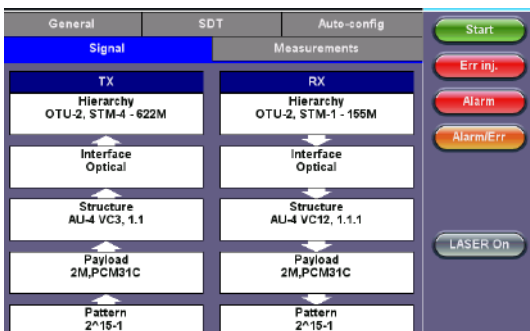 General SDT Auto-config
Signal Measurements
Start
Err inj.
Alarm
Alarm/Err
LASER On
TX
Hierarchy
OTU-2, STM-4 - 622M
Interface
Optical
Structure
AU-4 VC3, 1.1
Payload
2M,PCM31C
Pattern
2^15-1
RX
Hierarchy
OTU-2, STM-1 - 155M
Interface
Optical
Structure
AU-4 VC12, 1.1.1
Payload
2M,PCM31C
Pattern
2^15-1